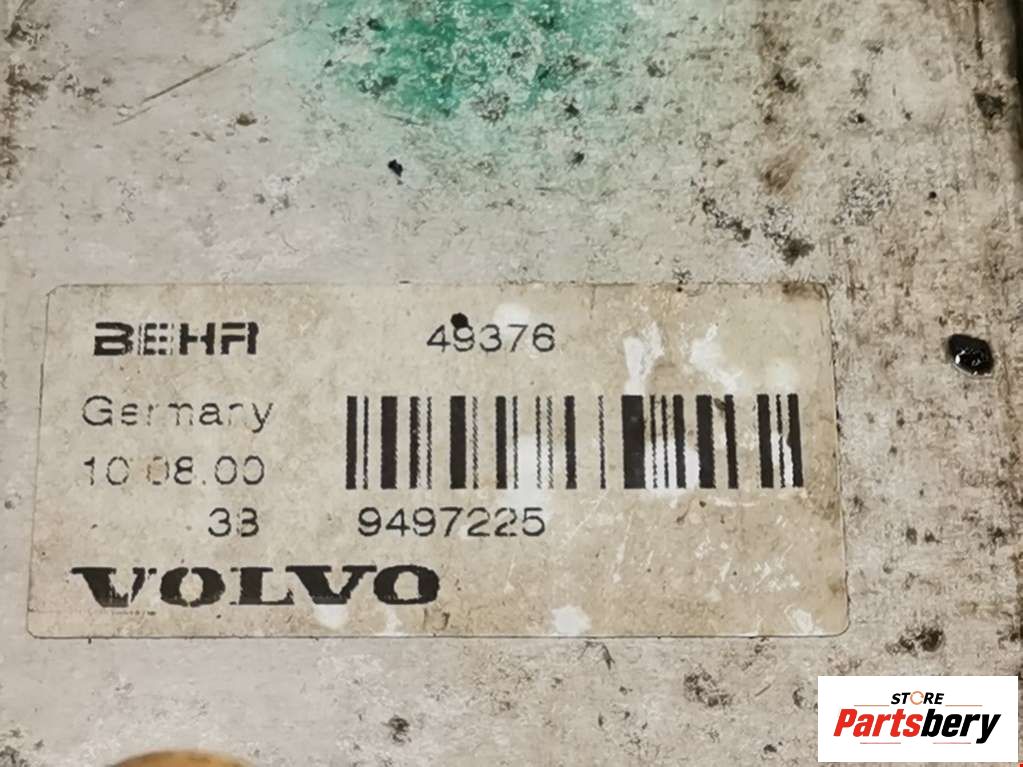 BEHR 49376
Germany
10.08.00
33 9497225
VOLVO
STORE
Partsbery